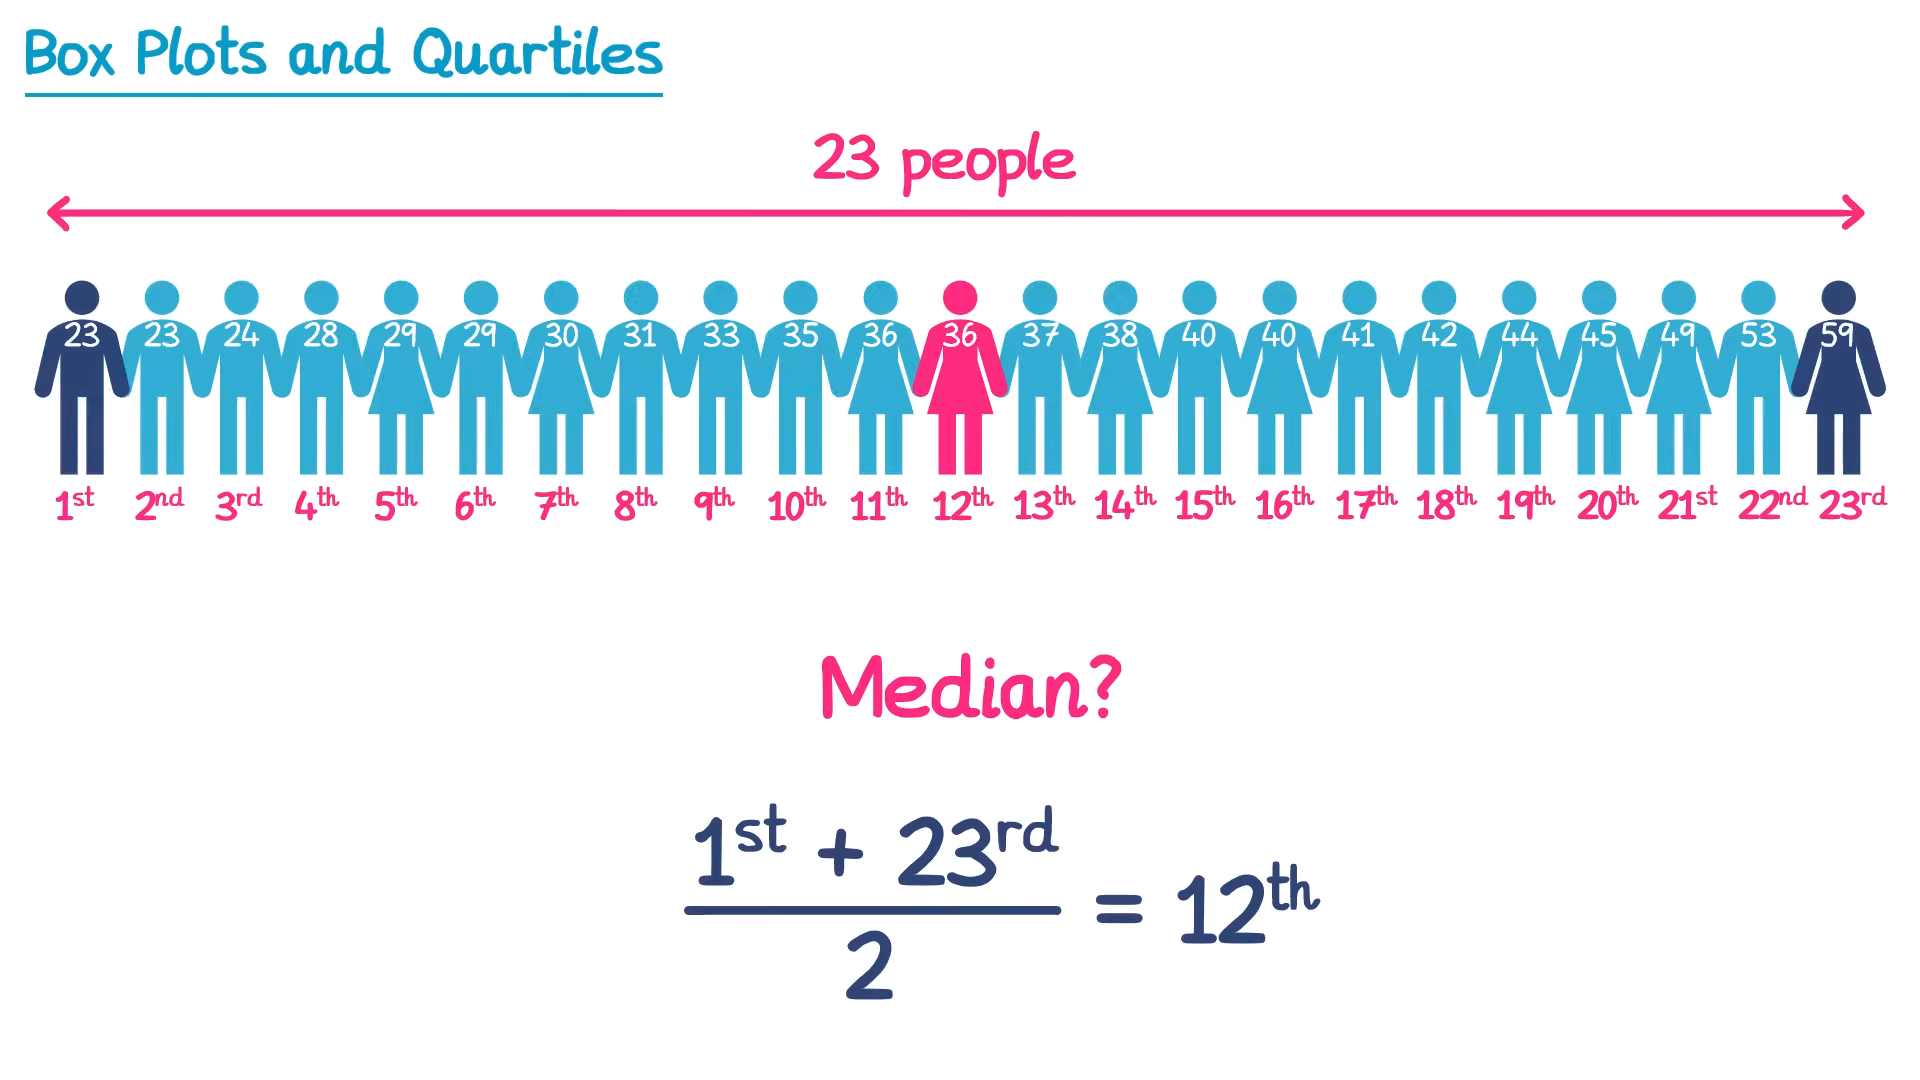 Box Plots and Quartiles
23 people
23 23 24 28 29 29 30 31 33 35 36 36 37 38 40 40 41 42 44 45 49 53 59
1st 2nd 3rd 4th 5th 6th 7th 8th 9th 10th 11th 12th 13th 14th 15th 16th 17th 18th 19th 20th 21st 22nd 23rd
Median?
1st + 23rd
= 12th
2